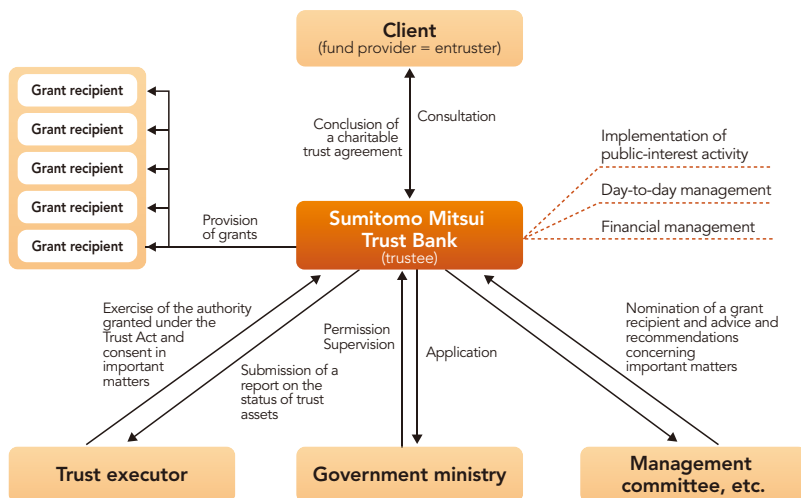 Client
(fund provider = entruster)
Grant recipient
Grant recipient
Grant recipient
Grant recipient
Grant recipient
Conclusion of
a charitable
trust agreement
Consultation
Implementation of
public-interest activity
Day-to-day management
Financial management
Sumitomo Mitsui
Trust Bank
(trustee)
Provision
of grants
Exercise of the authority
granted under the
Trust Act and
consent in
important
matters
Submission of a
report on the
status of trust
assets
Permission
Supervision
Application
Nomination of a grant
recipient and advice and
recommendations
concerning
important matters
Trust executor
Government ministry
Management
committee, etc.